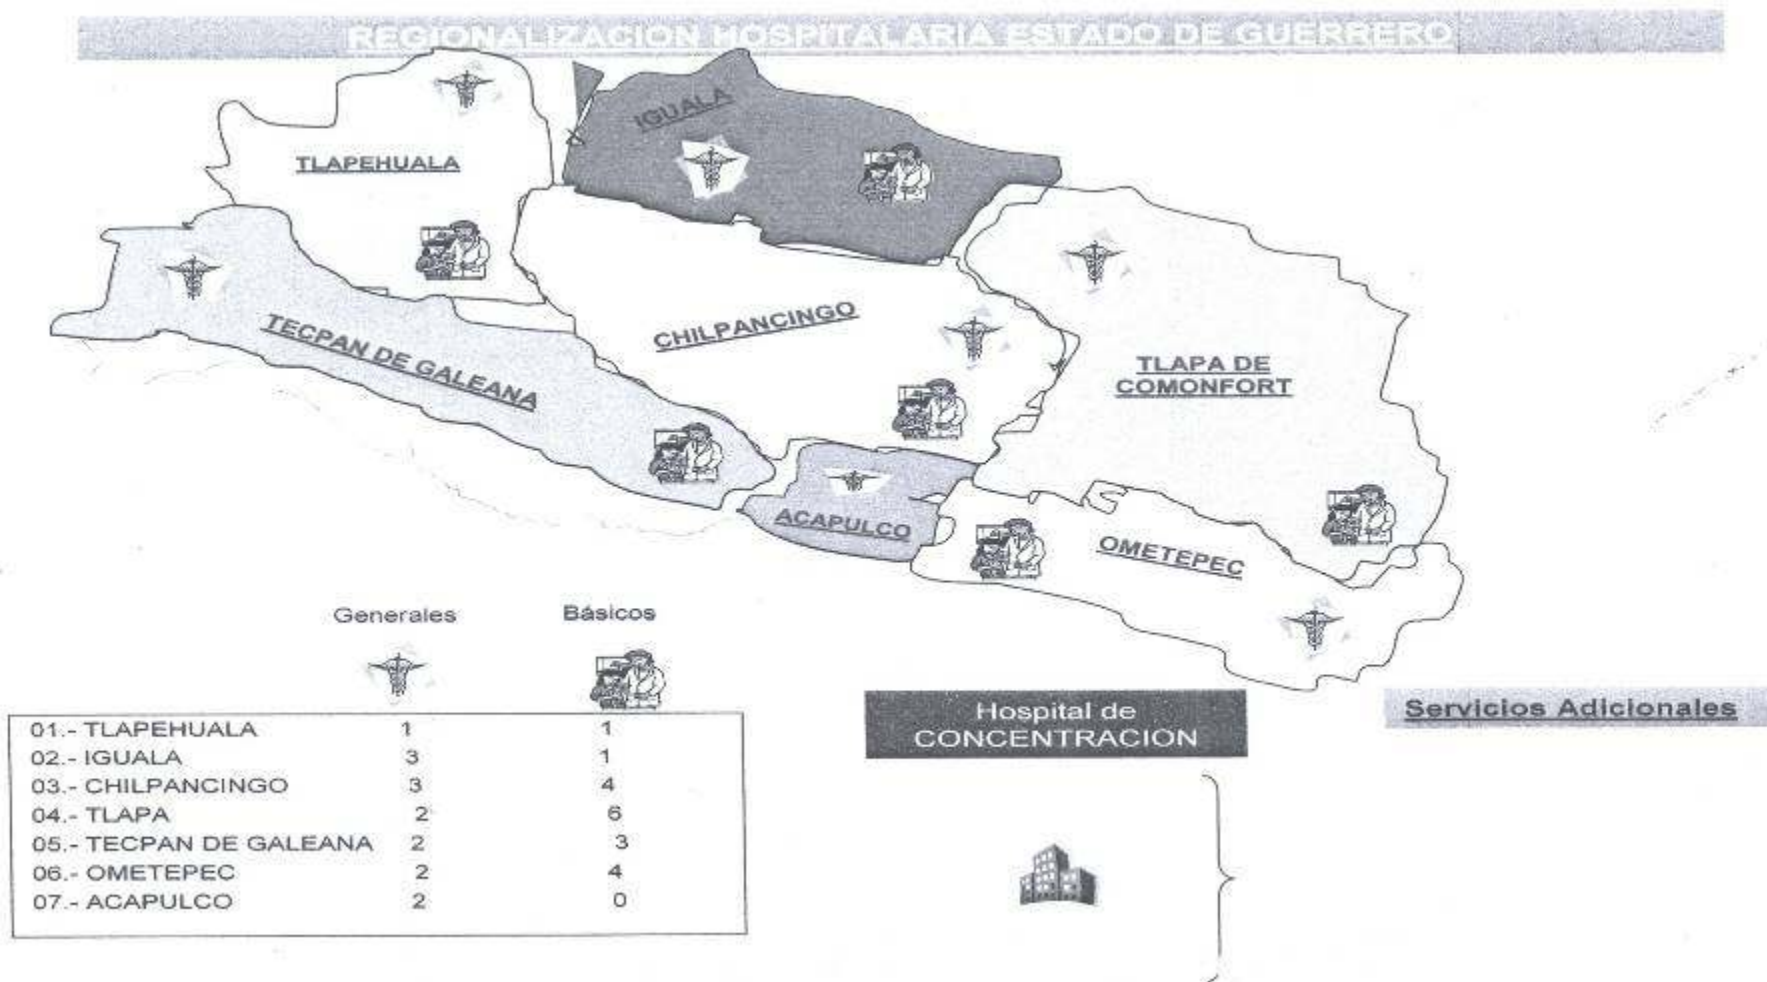 REGIONALIZACION HOSPITALARIA ESTADO DE GUERRERO
IGUALA
TLAPEHUALA
CHILPANCINGO
TECPAN DE GALEANA
TLAPA DE
COMONFORT
ACAPULCO
OMETEPEC
Generales Básicos
01.- TLAPEHUALA 1 1
02.- IGUALA 3 1
03.- CHILPANCINGO 3 4
04.- TLAPA 2 6
05.- TECPAN DE GALEANA 2 3
06.- OMETEPEC 2 4
07.- ACAPULCO 2 0
Hospital de
CONCENTRACION
Servicios Adicionales